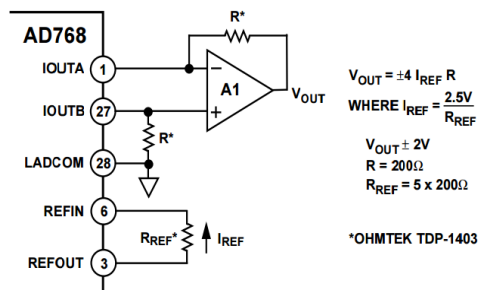 AD768
IOUTA 1
IOUTB 27
LADCOM 28
REFIN 6
REFOUT 3
R*
A1
VOUT
R*
RREF*
IREF
VOUT = ±4 IREF R
WHERE IREF = 2.5V / RREF
VOUT ± 2V
R = 200Ω
RREF = 5 x 200Ω
*OHMTEK TDP-1403
− 
+